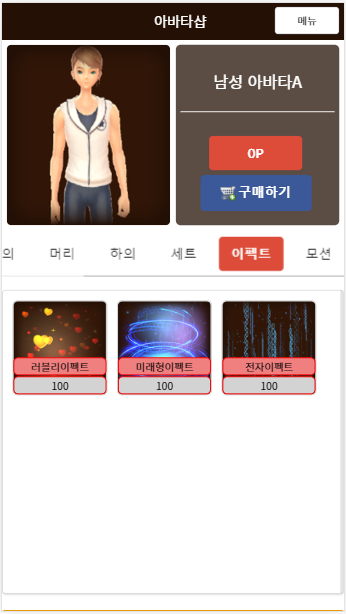 아바타샵
메뉴
남성 아바타A
0P
구매하기
의 머리 하의 세트 이펙트 모션
러블리이펙트 미래형이펙트 전자이펙트
100 100 100